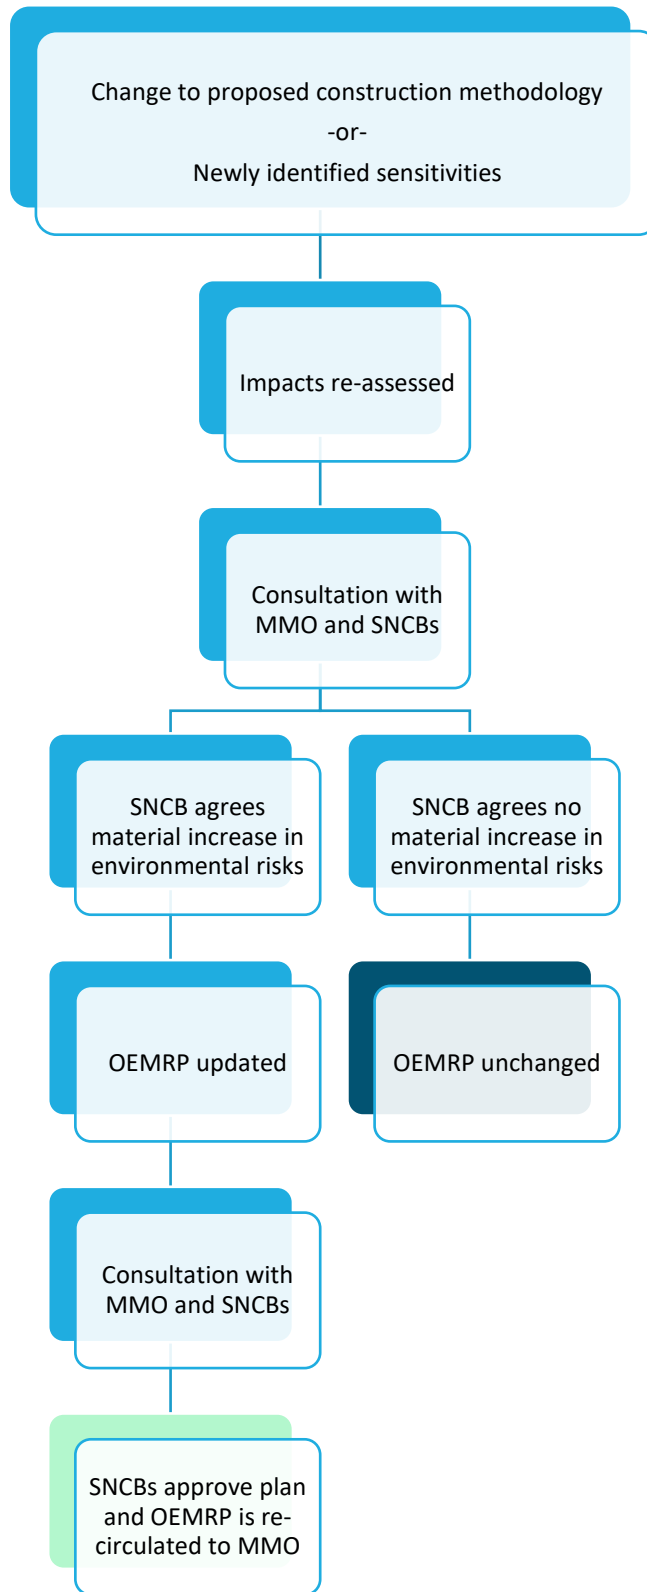 Change to proposed construction methodology
-or-
Newly identified sensitivities
Impacts re-assessed
Consultation with
MMO and SNCBs
SNCB agrees
material increase in
environmental risks
SNCB agrees no
material increase in
environmental risks
OEMRP updated
OEMRP unchanged
Consultation with
MMO and SNCBs
SNCBs approve plan
and OEMRP is re-
circulated to MMO